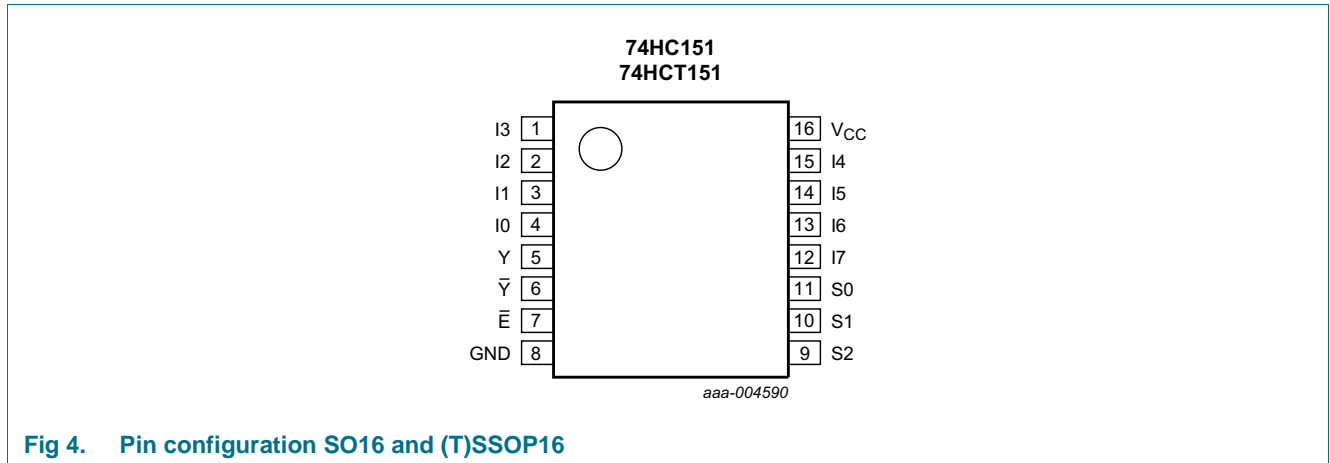 74HC151
74HCT151
I3 1 16 VCC
I2 2 15 I4
I1 3 14 I5
I0 4 13 I6
Y 5 12 I7
Y̅ 6 11 S0
E̅ 7 10 S1
GND 8 9 S2
aaa-004590
Fig 4. Pin configuration SO16 and (T)SSOP16